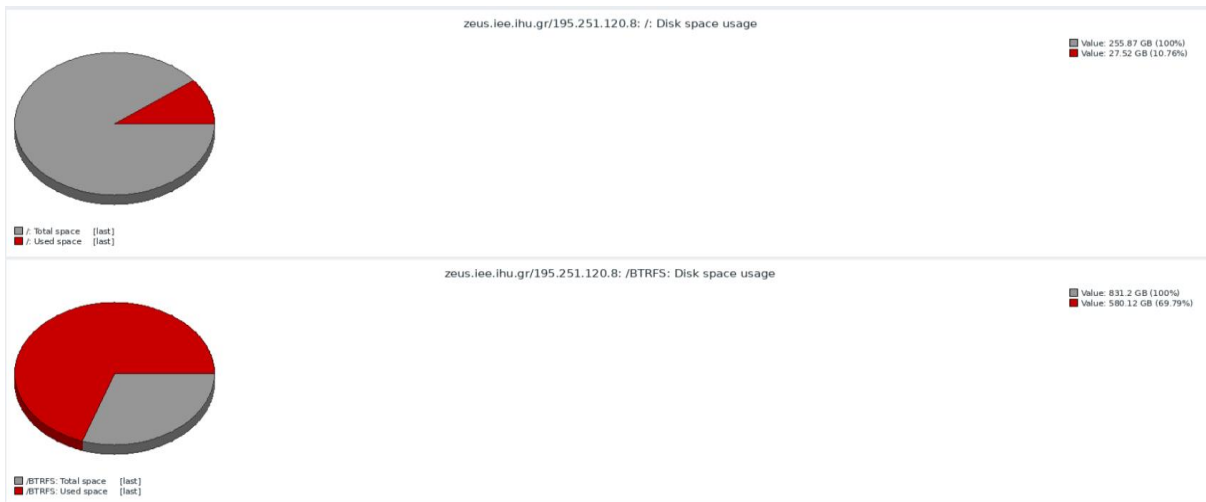 zeus.iee.ihu.gr/195.251.120.8: /: Disk space usage
Value: 255.87 GB (100%)
Value: 27.52 GB (10.76%)
/: Total space [last]
/: Used space [last]
zeus.iee.ihu.gr/195.251.120.8: /BTRFS: Disk space usage
Value: 831.2 GB (100%)
Value: 580.12 GB (69.79%)
/BTRFS: Total space [last]
/BTRFS: Used space [last]